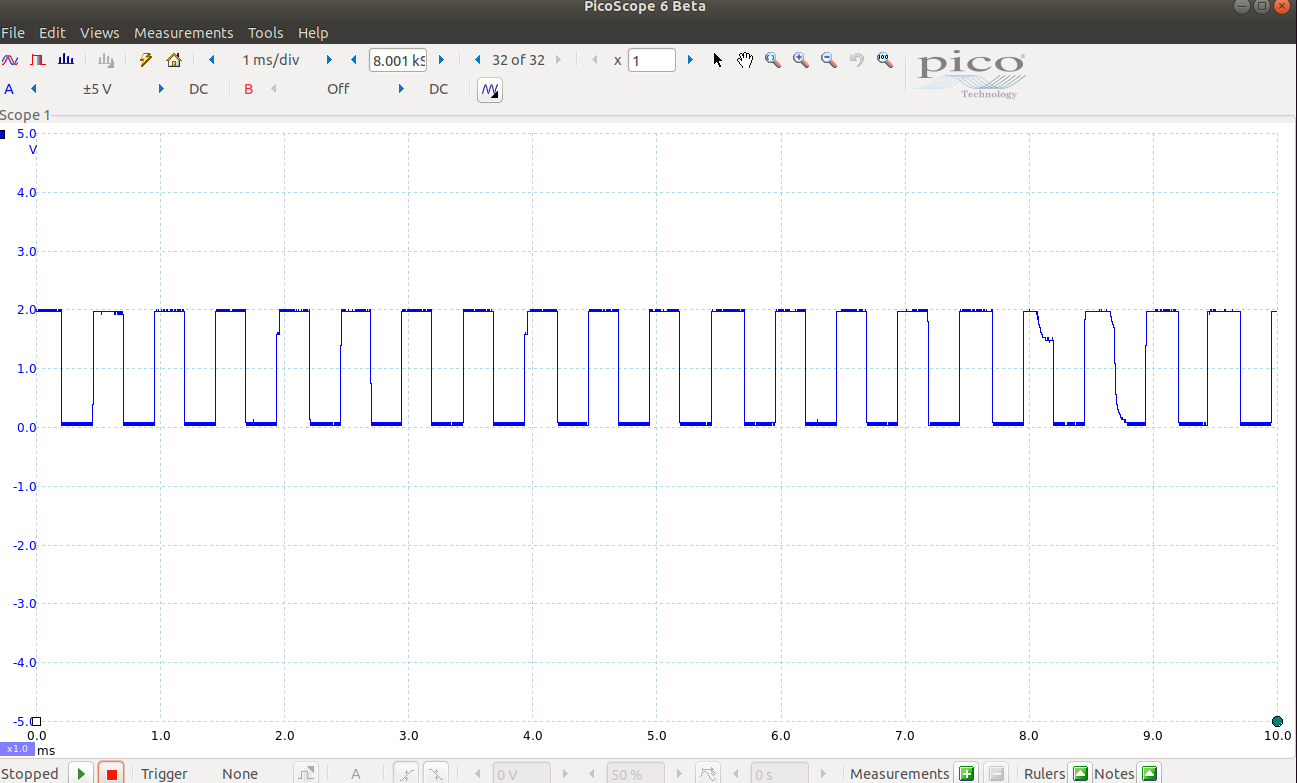 PicoScope 6 Beta
File Edit Views Measurements Tools Help
1 ms/div 8.001 kS 32 of 32 x 1
pico
Technology
A ±5 V DC B Off DC
Scope 1
5.0
V
4.0
3.0
2.0
1.0
0.0
-1.0
-2.0
-3.0
-4.0
-5.0
0.0 1.0 2.0 3.0 4.0 5.0 6.0 7.0 8.0 9.0 10.0
x1.0 ms
Stopped Trigger None A 0 V 50 % 0 s Measurements Rulers Notes